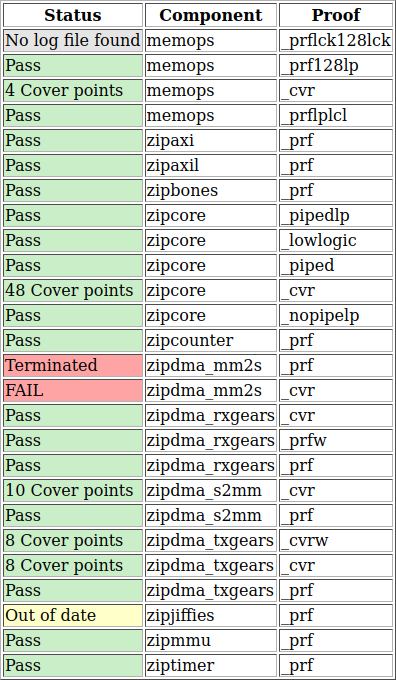 Status Component Proof
No log file found memops _prflck128lck
Pass memops _prf128lp
4 Cover points memops _cvr
Pass memops _prflplcl
Pass zipaxi _prf
Pass zipaxil _prf
Pass zipbones _prf
Pass zipcore _pipedlp
Pass zipcore _lowlogic
Pass zipcore _piped
48 Cover points zipcore _cvr
Pass zipcore _nopipelp
Pass zipcounter _prf
Terminated zipdma_mm2s _prf
FAIL zipdma_mm2s _cvr
Pass zipdma_rxgears _cvr
Pass zipdma_rxgears _prfw
Pass zipdma_rxgears _prf
10 Cover points zipdma_s2mm _cvr
Pass zipdma_s2mm _prf
8 Cover points zipdma_txgears _cvrw
8 Cover points zipdma_txgears _cvr
Pass zipdma_txgears _prf
Out of date zipjiffies _prf
Pass zipmmu _prf
Pass ziptimer _prf